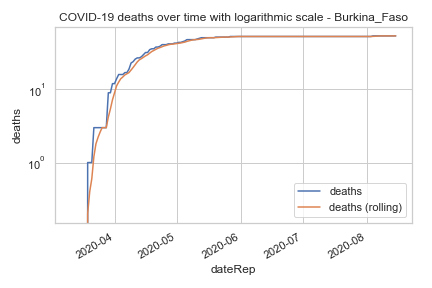 COVID-19 deaths over time with logarithmic scale - Burkina_Faso
deaths
10¹
10⁰
deaths
deaths (rolling)
2020-04
2020-05
2020-06
2020-07
2020-08
dateRep